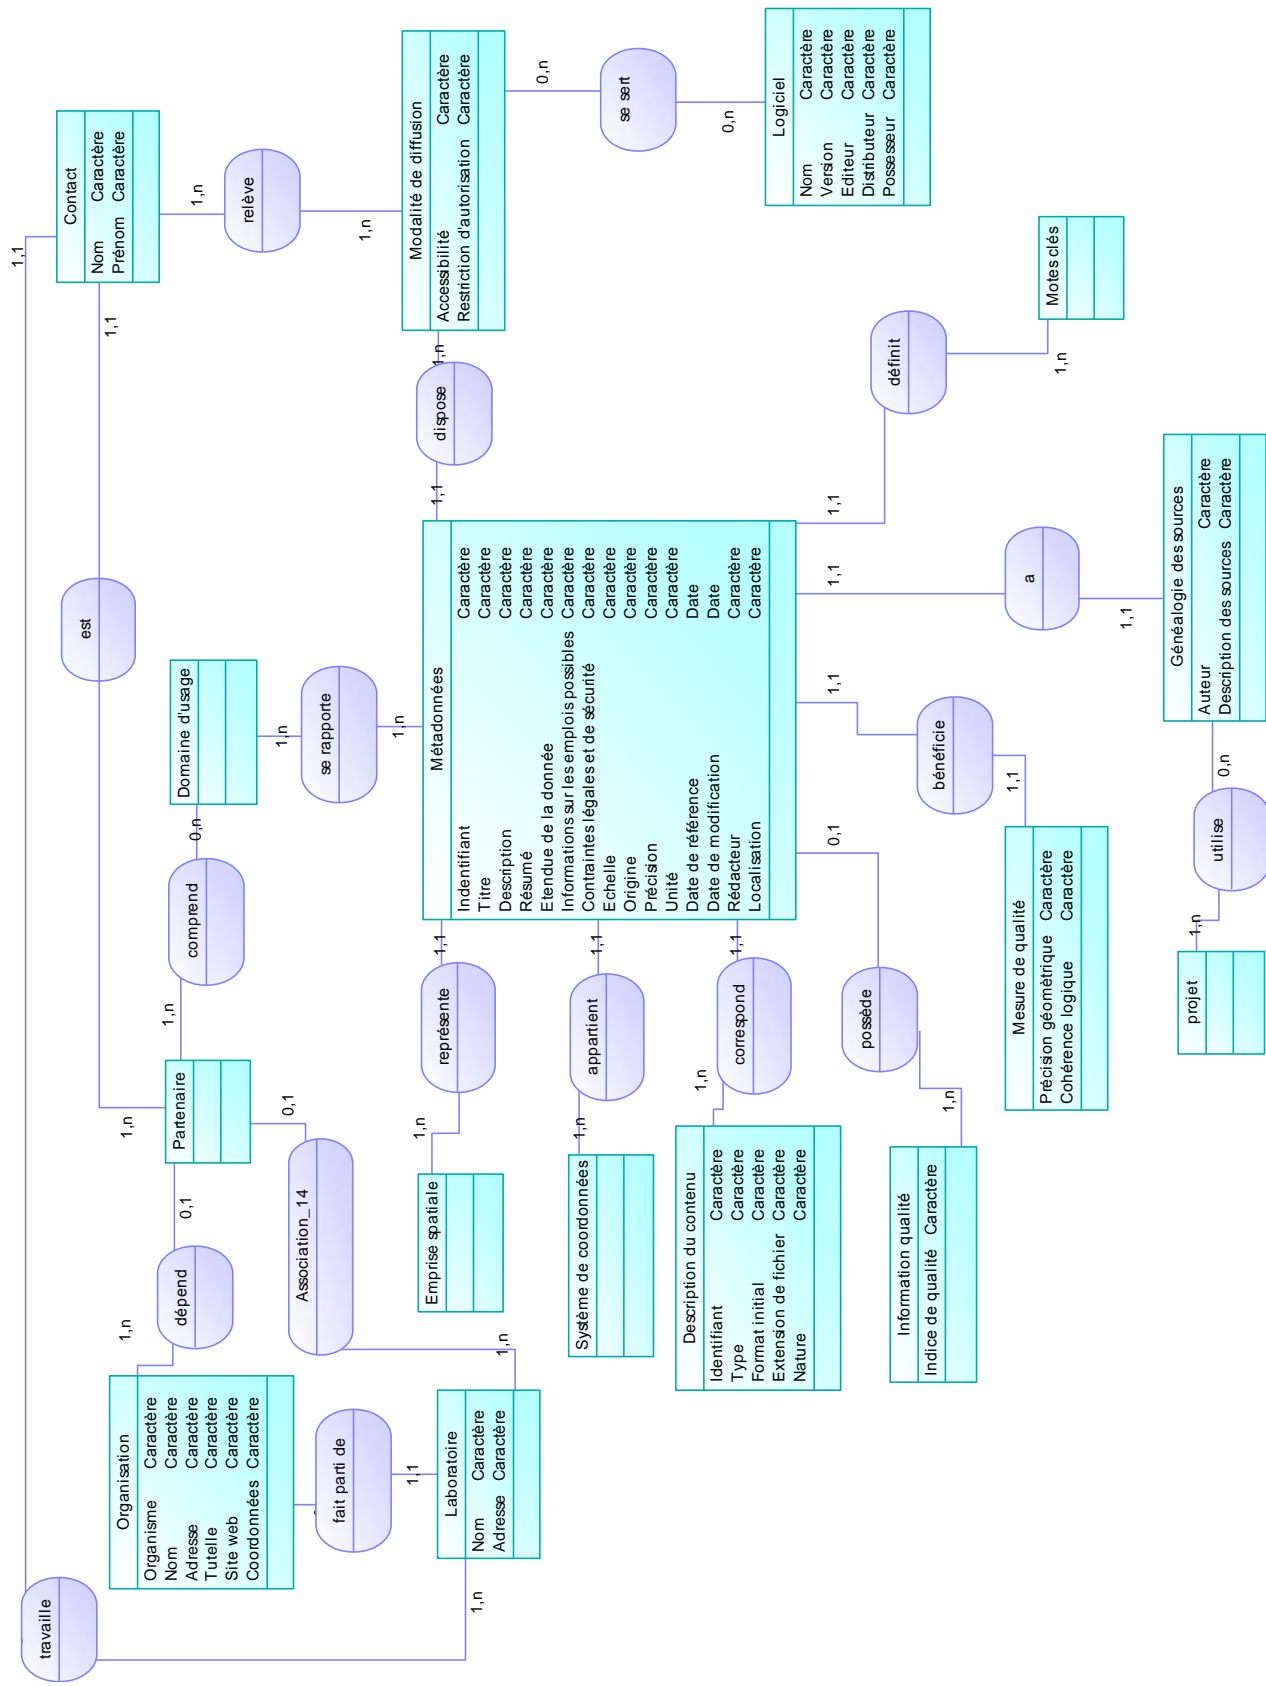 travaille
1,1
1,n
Contact
Nom Caractère
Prénom Caractère
1,1
est
1,n
1,n
relève
1,n
Modalité de diffusion
Accessibilité Caractère
Restriction d'autorisation Caractère
0,n
se sert
0,n
Logiciel
Nom Caractère
Version Caractère
Editeur Caractère
Distributeur Caractère
Possesseur Caractère
1,n
dispose
1,1
Organisation
Organisme Caractère
Nom Caractère
Adresse Caractère
Tutelle Caractère
Site web Caractère
Coordonnées Caractère
1,n
dépend
0,1
Partenaire
1,n
comprend
0,n
Domaine d'usage
1,n
se rapporte
1,n
0,1
Association_14
1,n
fait parti de
1,1
Laboratoire
Nom Caractère
Adresse Caractère
Métadonnées
Indentifiant Caractère
Titre Caractère
Description Caractère
Résumé Caractère
Etendue de la donnée Caractère
Informations sur les emplois possibles Caractère
Contraintes légales et de sécurité Caractère
Echelle Caractère
Origine Caractère
Précision Caractère
Unité Caractère
Date de référence Date
Date de modification Date
Rédacteur Caractère
Localisation Caractère
1,1
représente
1,n
Emprise spatiale
1,1
appartient
1,n
Système de coordonnées
1,1
correspond
1,n
Description du contenu
Identifiant Caractère
Type Caractère
Format initial Caractère
Extension de fichier Caractère
Nature Caractère
0,1
possède
1,n
Information qualité
Indice de qualité Caractère
1,1
bénéficie
1,1
Mesure de qualité
Précision géomètrique Caractère
Cohérence logique Caractère
1,1
a
1,1
Généalogie des sources
Auteur Caractère
Description des sources Caractère
0,n
utilise
1,n
projet
1,1
définit
1,n
Motes clés